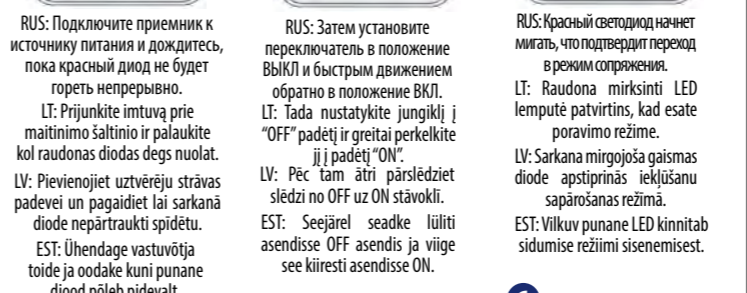 RUS: Подключите приемник к
источнику питания и дождитесь,
пока красный диод не будет
гореть непрерывно.
LT: Prijunkite imtuvą prie
maitinimo šaltinio ir palaukite
kol raudonas diodas degs nuolat.
LV: Pievienojiet uztvērēju strāvas
padevei un pagaidiet lai sarkanā
diode nepārtraukti spīdētu.
EST: Ühendage vastuvõtja
toide ja oodake kuni punane
diood põleb pidevalt.
RUS: Затем установите
переключатель в положение
ВЫКЛ и быстрым движением
обратно в положение ВКЛ.
LT: Tada nustatykite jungiklį į
“OFF” padėtį ir greitai perkelkite
jį į padėtį “ON”.
LV: Pēc tam ātri pārslēdziet
slēdzi no OFF uz ON stāvoklī.
EST: Seejärel seadke lüliti
asendisse OFF asendis ja viige
see kiiresti asendisse ON.
RUS: Красный светодиод начнет
мигать, что подтвердит переход
в режим сопряжения.
LT: Raudona mirksinti LED
lemputė patvirtins, kad esate
poravimo režime.
LV: Sarkana mirgojoša gaismas
diode apstiprinās iekļūšanu
sapārošanas režīmā.
EST: Vilkuv punane LED kinnitab
sidumise režiimi sisenemisest.